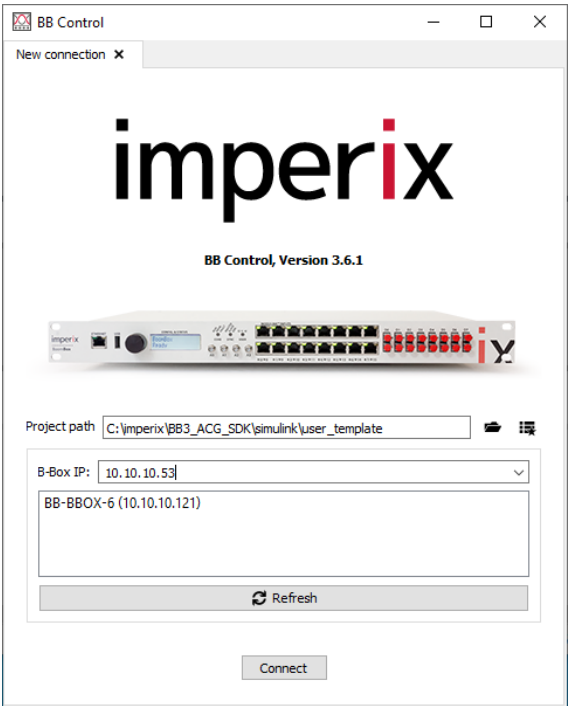 BB Control
New connection
imperix
BB Control, Version 3.6.1
imperix
Project path C:\imperix\BB3_ACG_SDK\simulink\user_template
B-Box IP: 10.10.10.53
BB-BBOX-6 (10.10.10.121)
Refresh
Connect